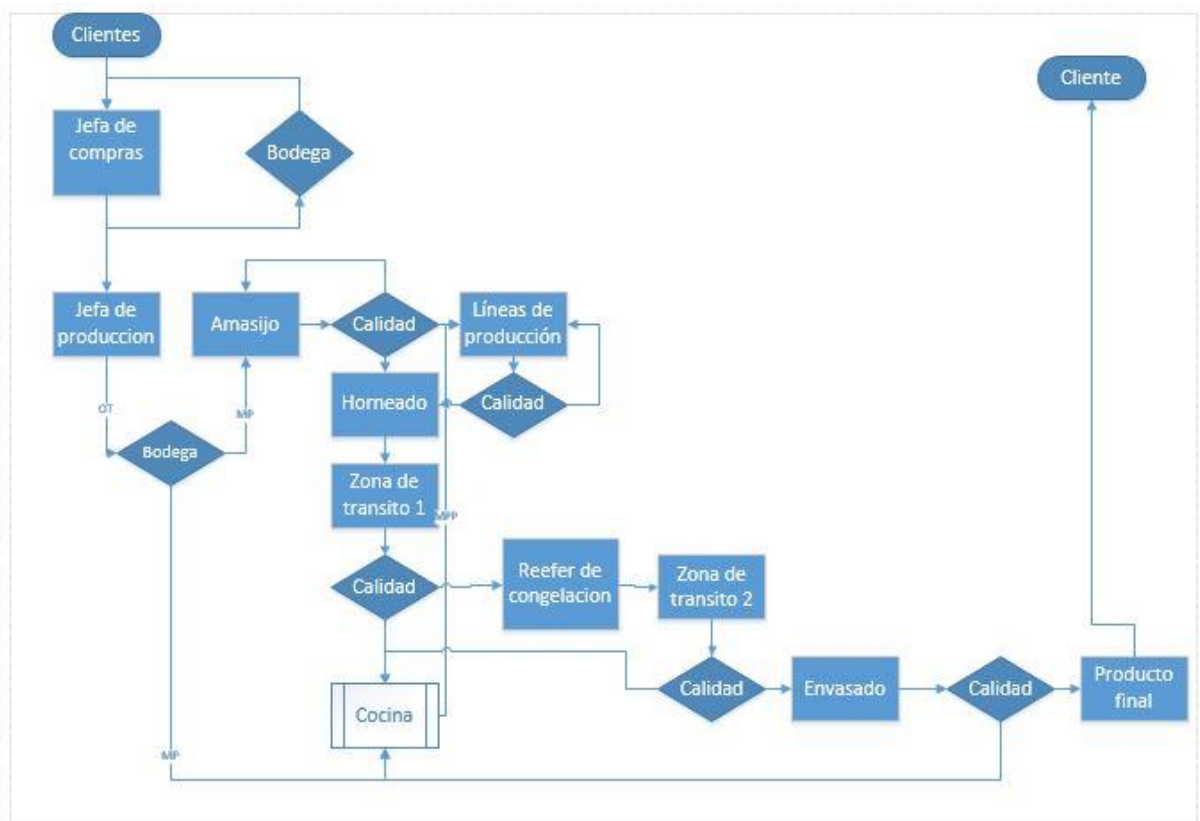 Clientes
Cliente
Jefa de
compras
Bodega
Jefa de
produccion
Amasijo
Calidad
Líneas de
producción
Horneado
Calidad
OT
MP
Bodega
Zona de
transito 1
MPP
Calidad
Reefer de
congelacion
Zona de
transito 2
Calidad
Envasado
Calidad
Producto
final
Cocina
MP